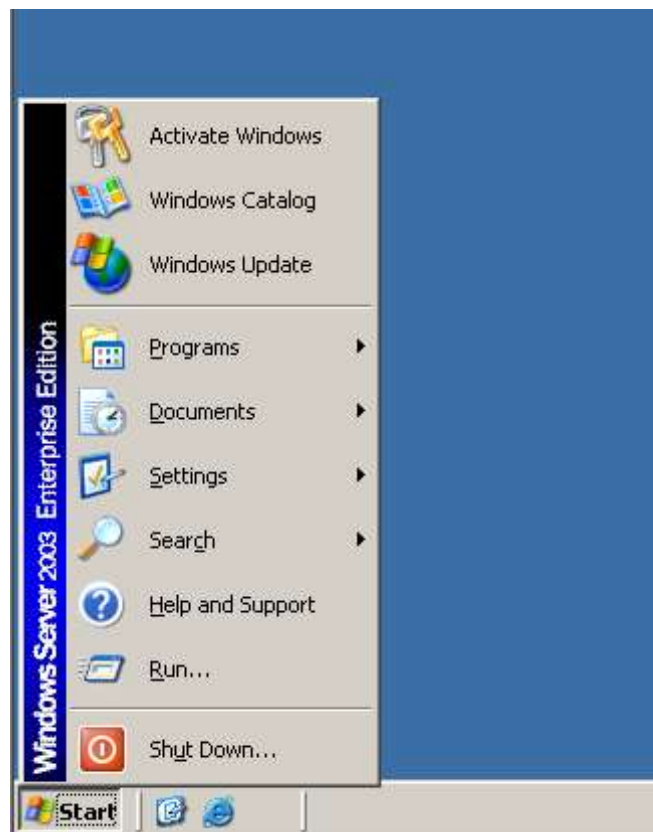 Activate Windows
Windows Catalog
Windows Update
Programs
Documents
Settings
Search
Help and Support
Run...
Shut Down...
Windows Server 2003 Enterprise Edition
Start